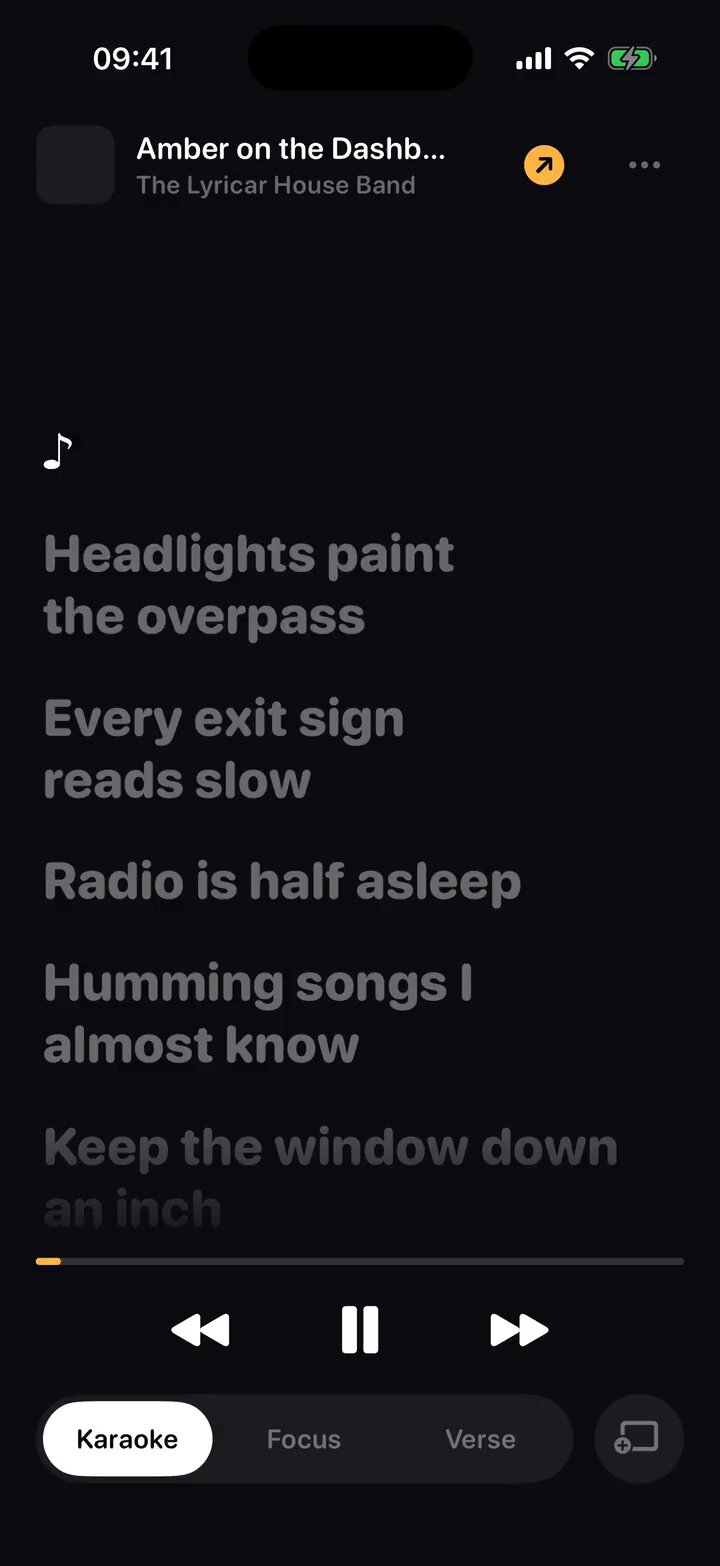 09:41
Amber on the Dashb...
The Lyricar House Band
Headlights paint
the overpass
Every exit sign
reads slow
Radio is half asleep
Humming songs I
almost know
Keep the window down
an inch
Karaoke
Focus
Verse